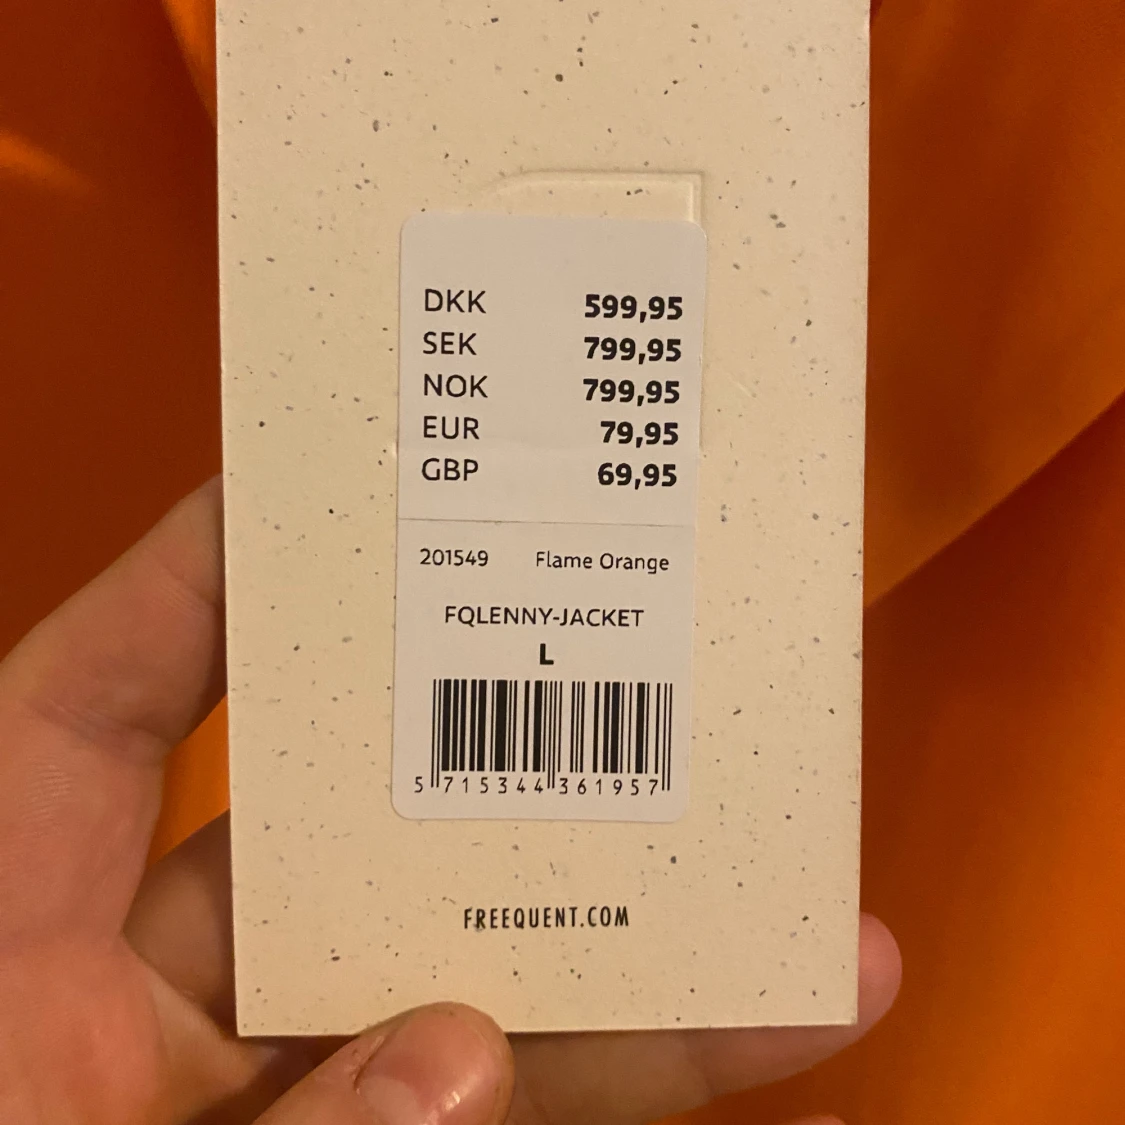 DKK 599,95
SEK 799,95
NOK 799,95
EUR 79,95
GBP 69,95
201549 Flame Orange
FQLENNY-JACKET
L
5 715344 361957
FREEQUENT.COM